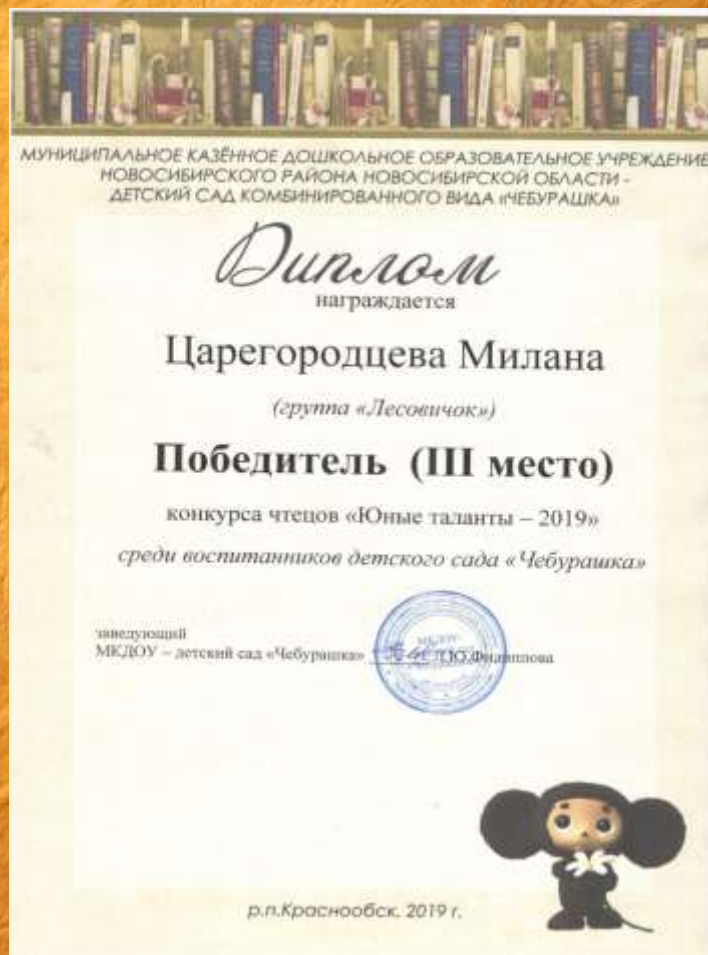 МУНИЦИПАЛЬНОЕ КАЗЁННОЕ ДОШКОЛЬНОЕ ОБРАЗОВАТЕЛЬНОЕ УЧРЕЖДЕНИЕ
НОВОСИБИРСКОГО РАЙОНА НОВОСИБИРСКОЙ ОБЛАСТИ -
ДЕТСКИЙ САД КОМБИНИРОВАННОГО ВИДА «ЧЕБУРАШКА»
Диплом
награждается
Царегородцева Милана
(группа «Лесовичок»)
Победитель (III место)
конкурса чтецов «Юные таланты – 2019»
среди воспитанников детского сада «Чебурашка»
заведующий
МКДОУ – детский сад «Чебурашка» Филиппова
МКДОУ
р.п.Краснообск, 2019 г.